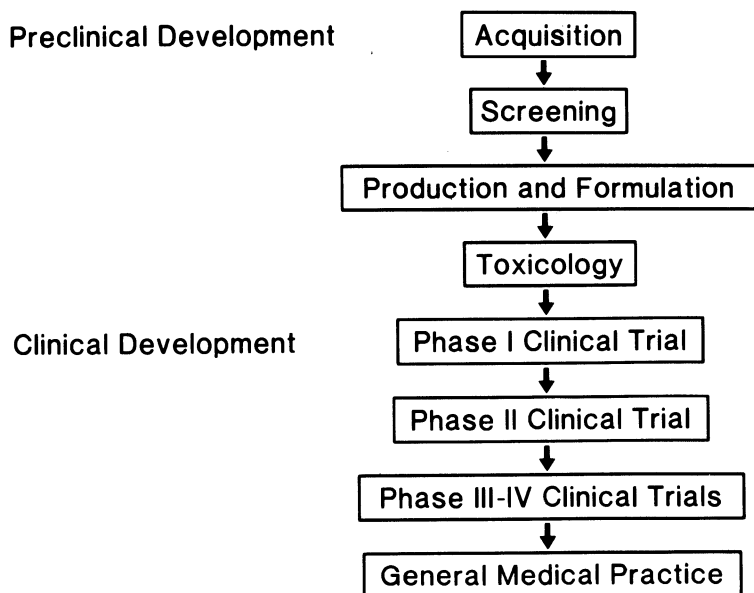 Preclinical Development
Acquisition
Screening
Production and Formulation
Toxicology
Clinical Development
Phase I Clinical Trial
Phase II Clinical Trial
Phase III-IV Clinical Trials
General Medical Practice